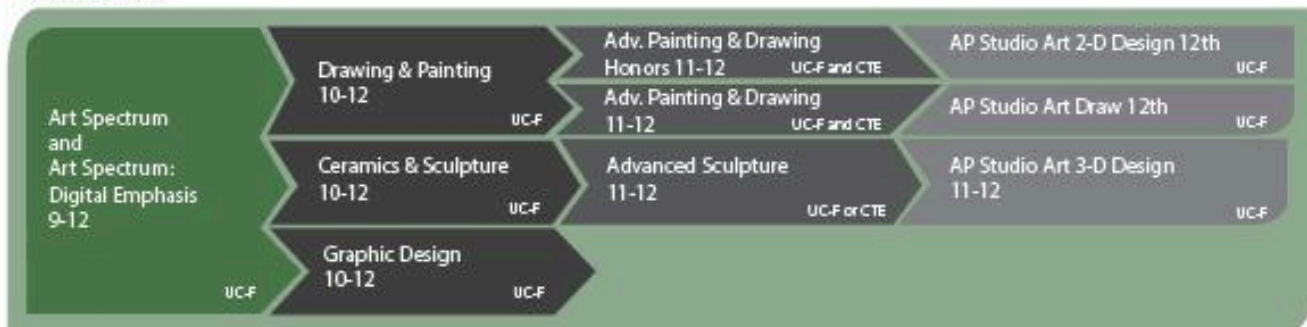 Art Spectrum
and
Art Spectrum:
Digital Emphasis
9-12
UC-F
Drawing & Painting
10-12
UC-F
Ceramics & Sculpture
10-12
UC-F
Graphic Design
10-12
UC-F
Adv. Painting & Drawing
Honors 11-12 UC-F and CTE
Adv. Painting & Drawing
11-12 UC-F and CTE
Advanced Sculpture
11-12
UC-F or CTE
AP Studio Art 2-D Design 12th
UC-F
AP Studio Art Draw 12th
UC-F
AP Studio Art 3-D Design
11-12
UC-F